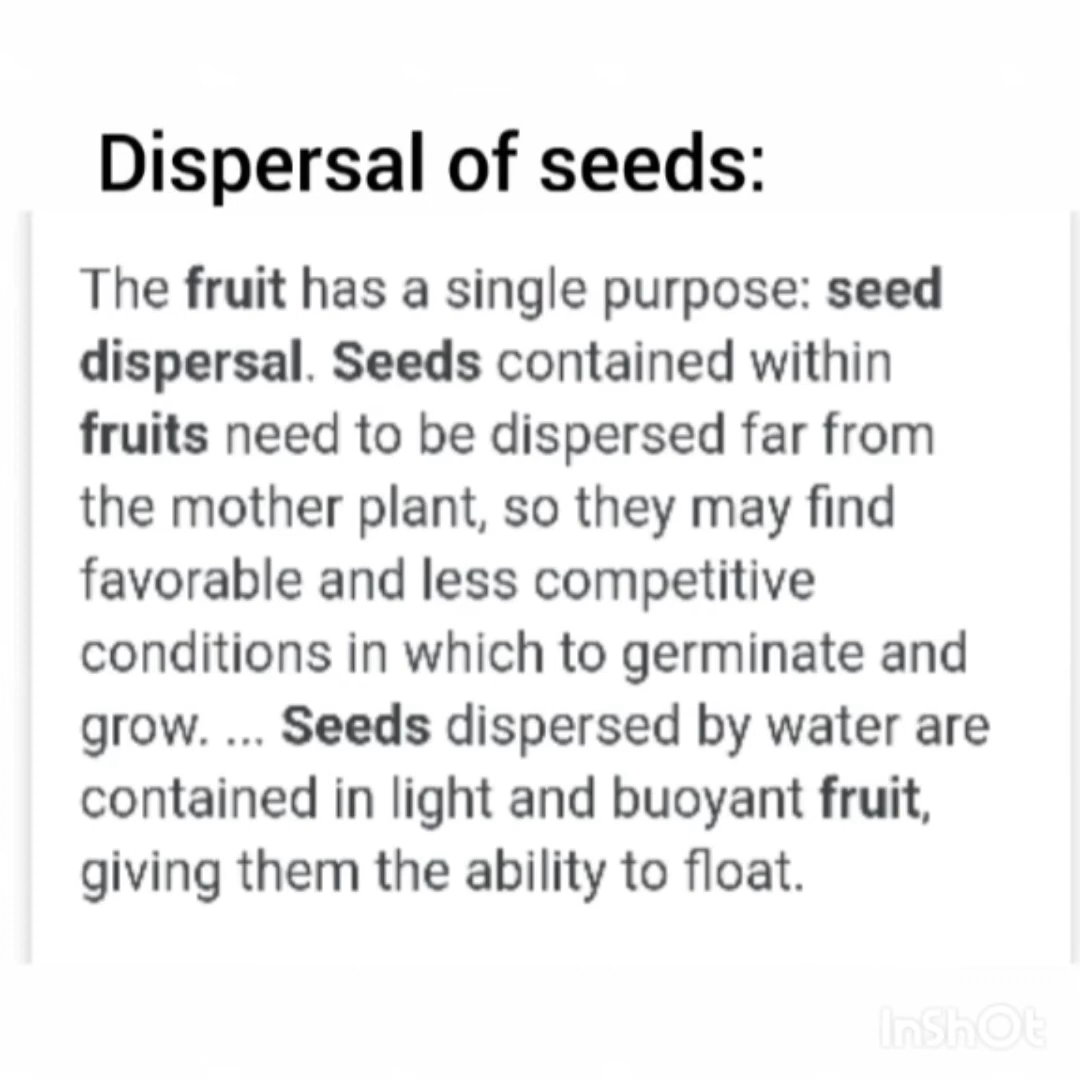 Dispersal of seeds:
The fruit has a single purpose: seed
dispersal. Seeds contained within
fruits need to be dispersed far from
the mother plant, so they may find
favorable and less competitive
conditions in which to germinate and
grow. ... Seeds dispersed by water are
contained in light and buoyant fruit,
giving them the ability to float.
InShOt